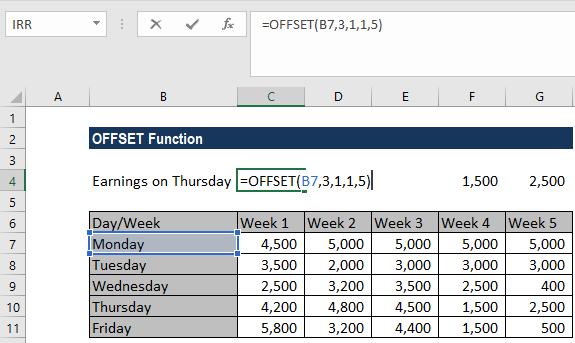 IRR =OFFSET(B7,3,1,1,5)
A B C D E F G
1
2 OFFSET Function
3
4 Earnings on Thursday =OFFSET(B7,3,1,1,5) 1,500 2,500
5
6 Day/Week Week 1 Week 2 Week 3 Week 4 Week 5
7 Monday 4,500 5,000 5,000 5,000 5,000
8 Tuesday 3,500 2,000 3,000 3,000 3,000
9 Wednesday 2,500 3,200 3,500 2,500 400
10 Thursday 4,200 4,800 4,500 1,500 2,500
11 Friday 5,800 3,200 4,400 1,500 500